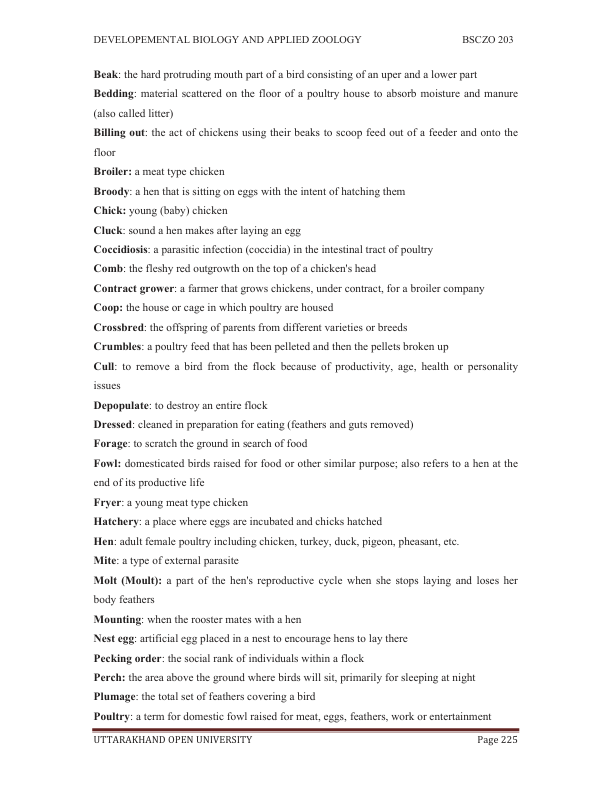 DEVELOPEMENTAL BIOLOGY AND APPLIED ZOOLOGY BSCZO 203
Beak: the hard protruding mouth part of a bird consisting of an uper and a lower part
Bedding: material scattered on the floor of a poultry house to absorb moisture and manure
(also called litter)
Billing out: the act of chickens using their beaks to scoop feed out of a feeder and onto the
floor
Broiler: a meat type chicken
Broody: a hen that is sitting on eggs with the intent of hatching them
Chick: young (baby) chicken
Cluck: sound a hen makes after laying an egg
Coccidiosis: a parasitic infection (coccidia) in the intestinal tract of poultry
Comb: the fleshy red outgrowth on the top of a chicken's head
Contract grower: a farmer that grows chickens, under contract, for a broiler company
Coop: the house or cage in which poultry are housed
Crossbred: the offspring of parents from different varieties or breeds
Crumbles: a poultry feed that has been pelleted and then the pellets broken up
Cull: to remove a bird from the flock because of productivity, age, health or personality
issues
Depopulate: to destroy an entire flock
Dressed: cleaned in preparation for eating (feathers and guts removed)
Forage: to scratch the ground in search of food
Fowl: domesticated birds raised for food or other similar purpose; also refers to a hen at the
end of its productive life
Fryer: a young meat type chicken
Hatchery: a place where eggs are incubated and chicks hatched
Hen: adult female poultry including chicken, turkey, duck, pigeon, pheasant, etc.
Mite: a type of external parasite
Molt (Moult): a part of the hen's reproductive cycle when she stops laying and loses her
body feathers
Mounting: when the rooster mates with a hen
Nest egg: artificial egg placed in a nest to encourage hens to lay there
Pecking order: the social rank of individuals within a flock
Perch: the area above the ground where birds will sit, primarily for sleeping at night
Plumage: the total set of feathers covering a bird
Poultry: a term for domestic fowl raised for meat, eggs, feathers, work or entertainment
UTTARAKHAND OPEN UNIVERSITY Page 225